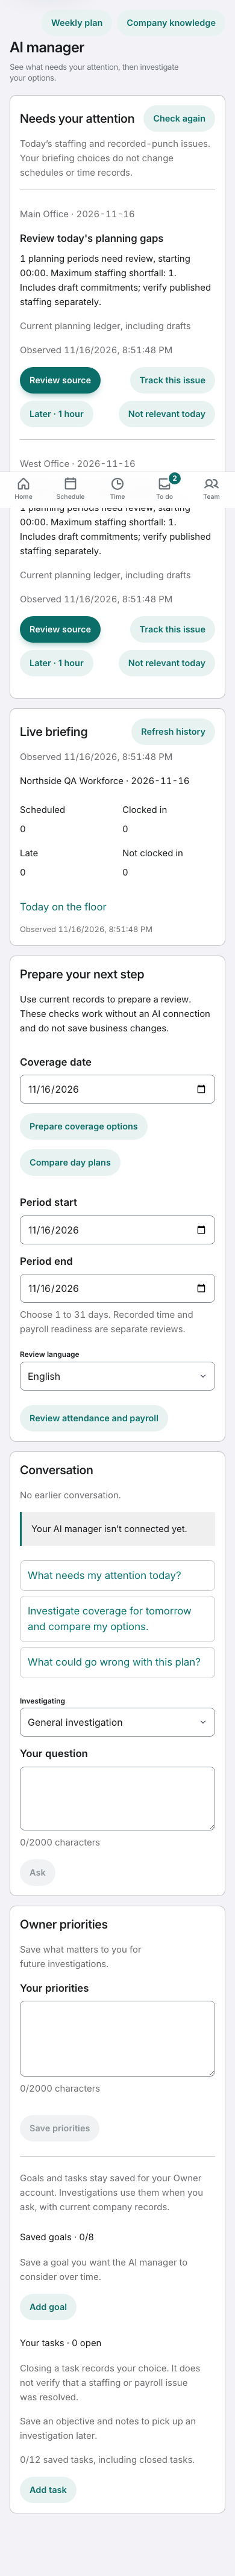 Weekly plan
Company knowledge
AI manager
See what needs your attention, then investigate
your options.
Needs your attention
Check again
Today's staffing and recorded-punch issues.
Your briefing choices do not change
schedules or time records.
Main Office · 2026-11-16
Review today's planning gaps
1 planning periods need review, starting
00:00. Maximum staffing shortfall: 1.
Includes draft commitments; verify published
staffing separately.
Current planning ledger, including drafts
Observed 11/16/2026, 8:51:48 PM
Review source
Track this issue
Later · 1 hour
Not relevant today
West Office · 2026-11-16
2
Home
Schedule
Time
To do
Team
1 planning periods need review, starting
00:00. Maximum staffing shortfall: 1.
Includes draft commitments; verify published
staffing separately.
Current planning ledger, including drafts
Observed 11/16/2026, 8:51:48 PM
Review source
Track this issue
Later · 1 hour
Not relevant today
Live briefing
Refresh history
Observed 11/16/2026, 8:51:48 PM
Northside QA Workforce · 2026-11-16
Scheduled
Clocked in
0
0
Late
Not clocked in
0
0
Today on the floor
Observed 11/16/2026, 8:51:48 PM
Prepare your next step
Use current records to prepare a review.
These checks work without an AI connection
and do not save business changes.
Coverage date
11/16/2026
Prepare coverage options
Compare day plans
Period start
11/16/2026
Period end
11/16/2026
Choose 1 to 31 days. Recorded time and
payroll readiness are separate reviews.
Review language
English
Review attendance and payroll
Conversation
No earlier conversation.
Your AI manager isn't connected yet.
What needs my attention today?
Investigate coverage for tomorrow
and compare my options.
What could go wrong with this plan?
Investigating
General investigation
Your question
0/2000 characters
Ask
Owner priorities
Save what matters to you for
future investigations.
Your priorities
0/2000 characters
Save priorities
Goals and tasks stay saved for your Owner
account. Investigations use them when you
ask, with current company records.
Saved goals · 0/8
Save a goal you want the AI manager to
consider over time.
Add goal
Your tasks · 0 open
Closing a task records your choice. It does
not verify that a staffing or payroll issue
was resolved.
Save an objective and notes to pick up an
investigation later.
0/12 saved tasks, including closed tasks.
Add task